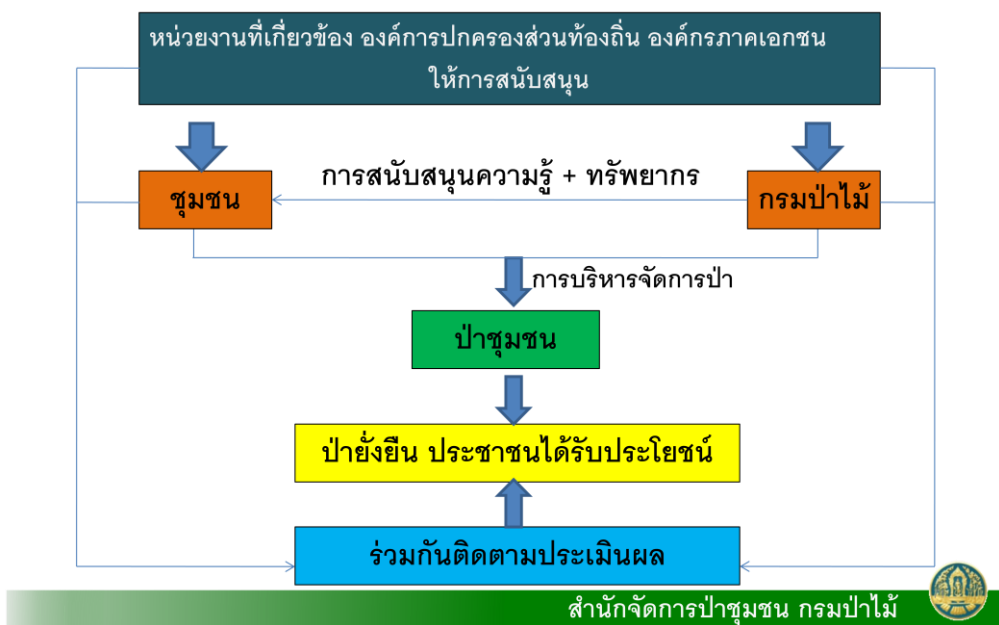 หน่วยงานที่เกี่ยวข้อง องค์การปกครองส่วนท้องถิ่น องค์กรภาคเอกชน
ให้การสนับสนุน
การสนับสนุนความรู้ + ทรัพยากร
ชุมชน
กรมป่าไม้
การบริหารจัดการป่า
ป่าชุมชน
ป่ายั่งยืน ประชาชนได้รับประโยชน์
ร่วมกันติดตามประเมินผล
สำนักจัดการป่าชุมชน กรมป่าไม้